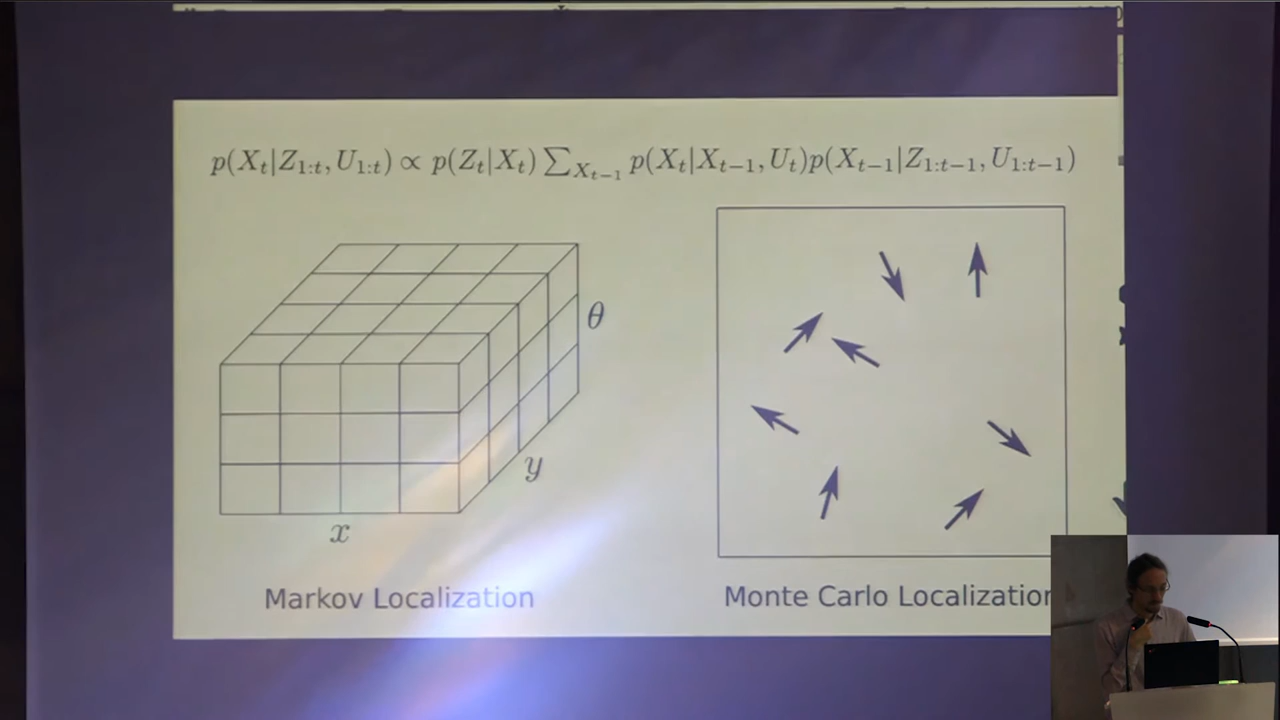 p(X_t|Z_{1:t}, U_{1:t}) ∝ p(Z_t|X_t) ∑_{X_{t−1}} p(X_t|X_{t−1}, U_t)p(X_{t−1}|Z_{1:t−1}, U_{1:t−1})
θ
y
x
Markov Localization
Monte Carlo Localization